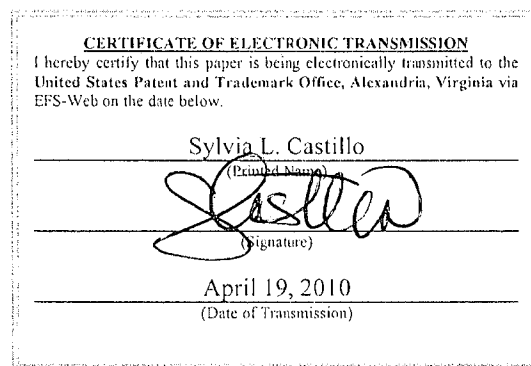 CERTIFICATE OF ELECTRONIC TRANSMISSION
I hereby certify that this paper is being electronically transmitted to the
United States Patent and Trademark Office, Alexandria, Virginia via
EFS-Web on the date below.
Sylvia L. Castillo
(Printed Name)
(Signature)
April 19, 2010
(Date of Transmission)